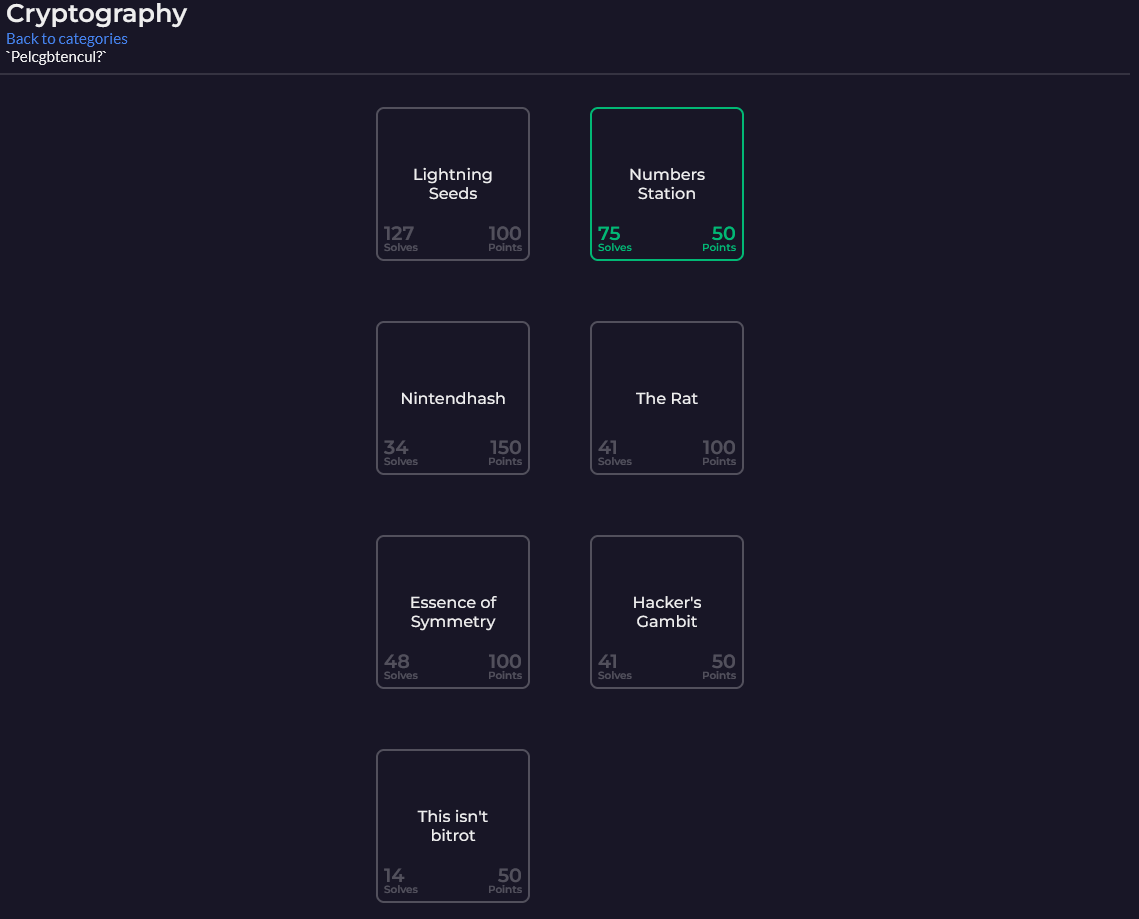 Cryptography
Back to categories
`Pelcgbtencul?`
Lightning
Seeds
127
Solves
100
Points
Numbers
Station
75
Solves
50
Points
Nintendhash
34
Solves
150
Points
The Rat
41
Solves
100
Points
Essence of
Symmetry
48
Solves
100
Points
Hacker's
Gambit
41
Solves
50
Points
This isn't
bitrot
14
Solves
50
Points